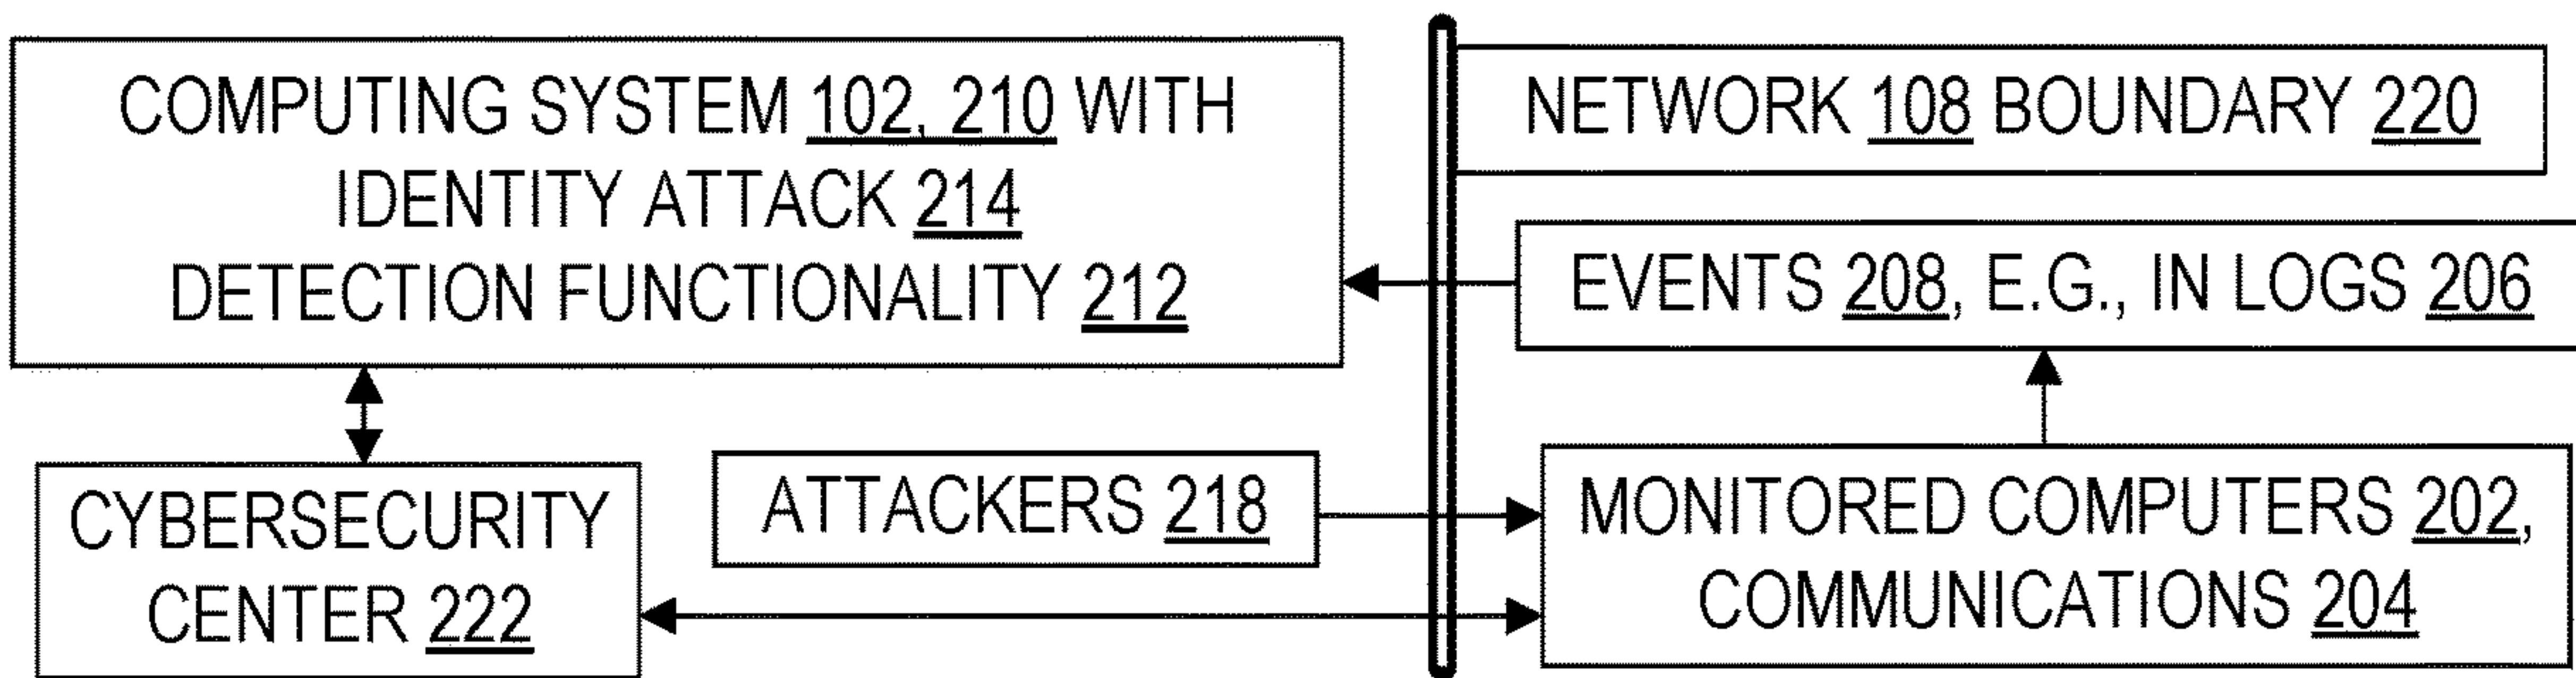 COMPUTING SYSTEM 102, 210 WITH
IDENTITY ATTACK 214
DETECTION FUNCTIONALITY 212
NETWORK 108 BOUNDARY 220
EVENTS 208, E.G., IN LOGS 206
CYBERSECURITY
CENTER 222
ATTACKERS 218
MONITORED COMPUTERS 202,
COMMUNICATIONS 204